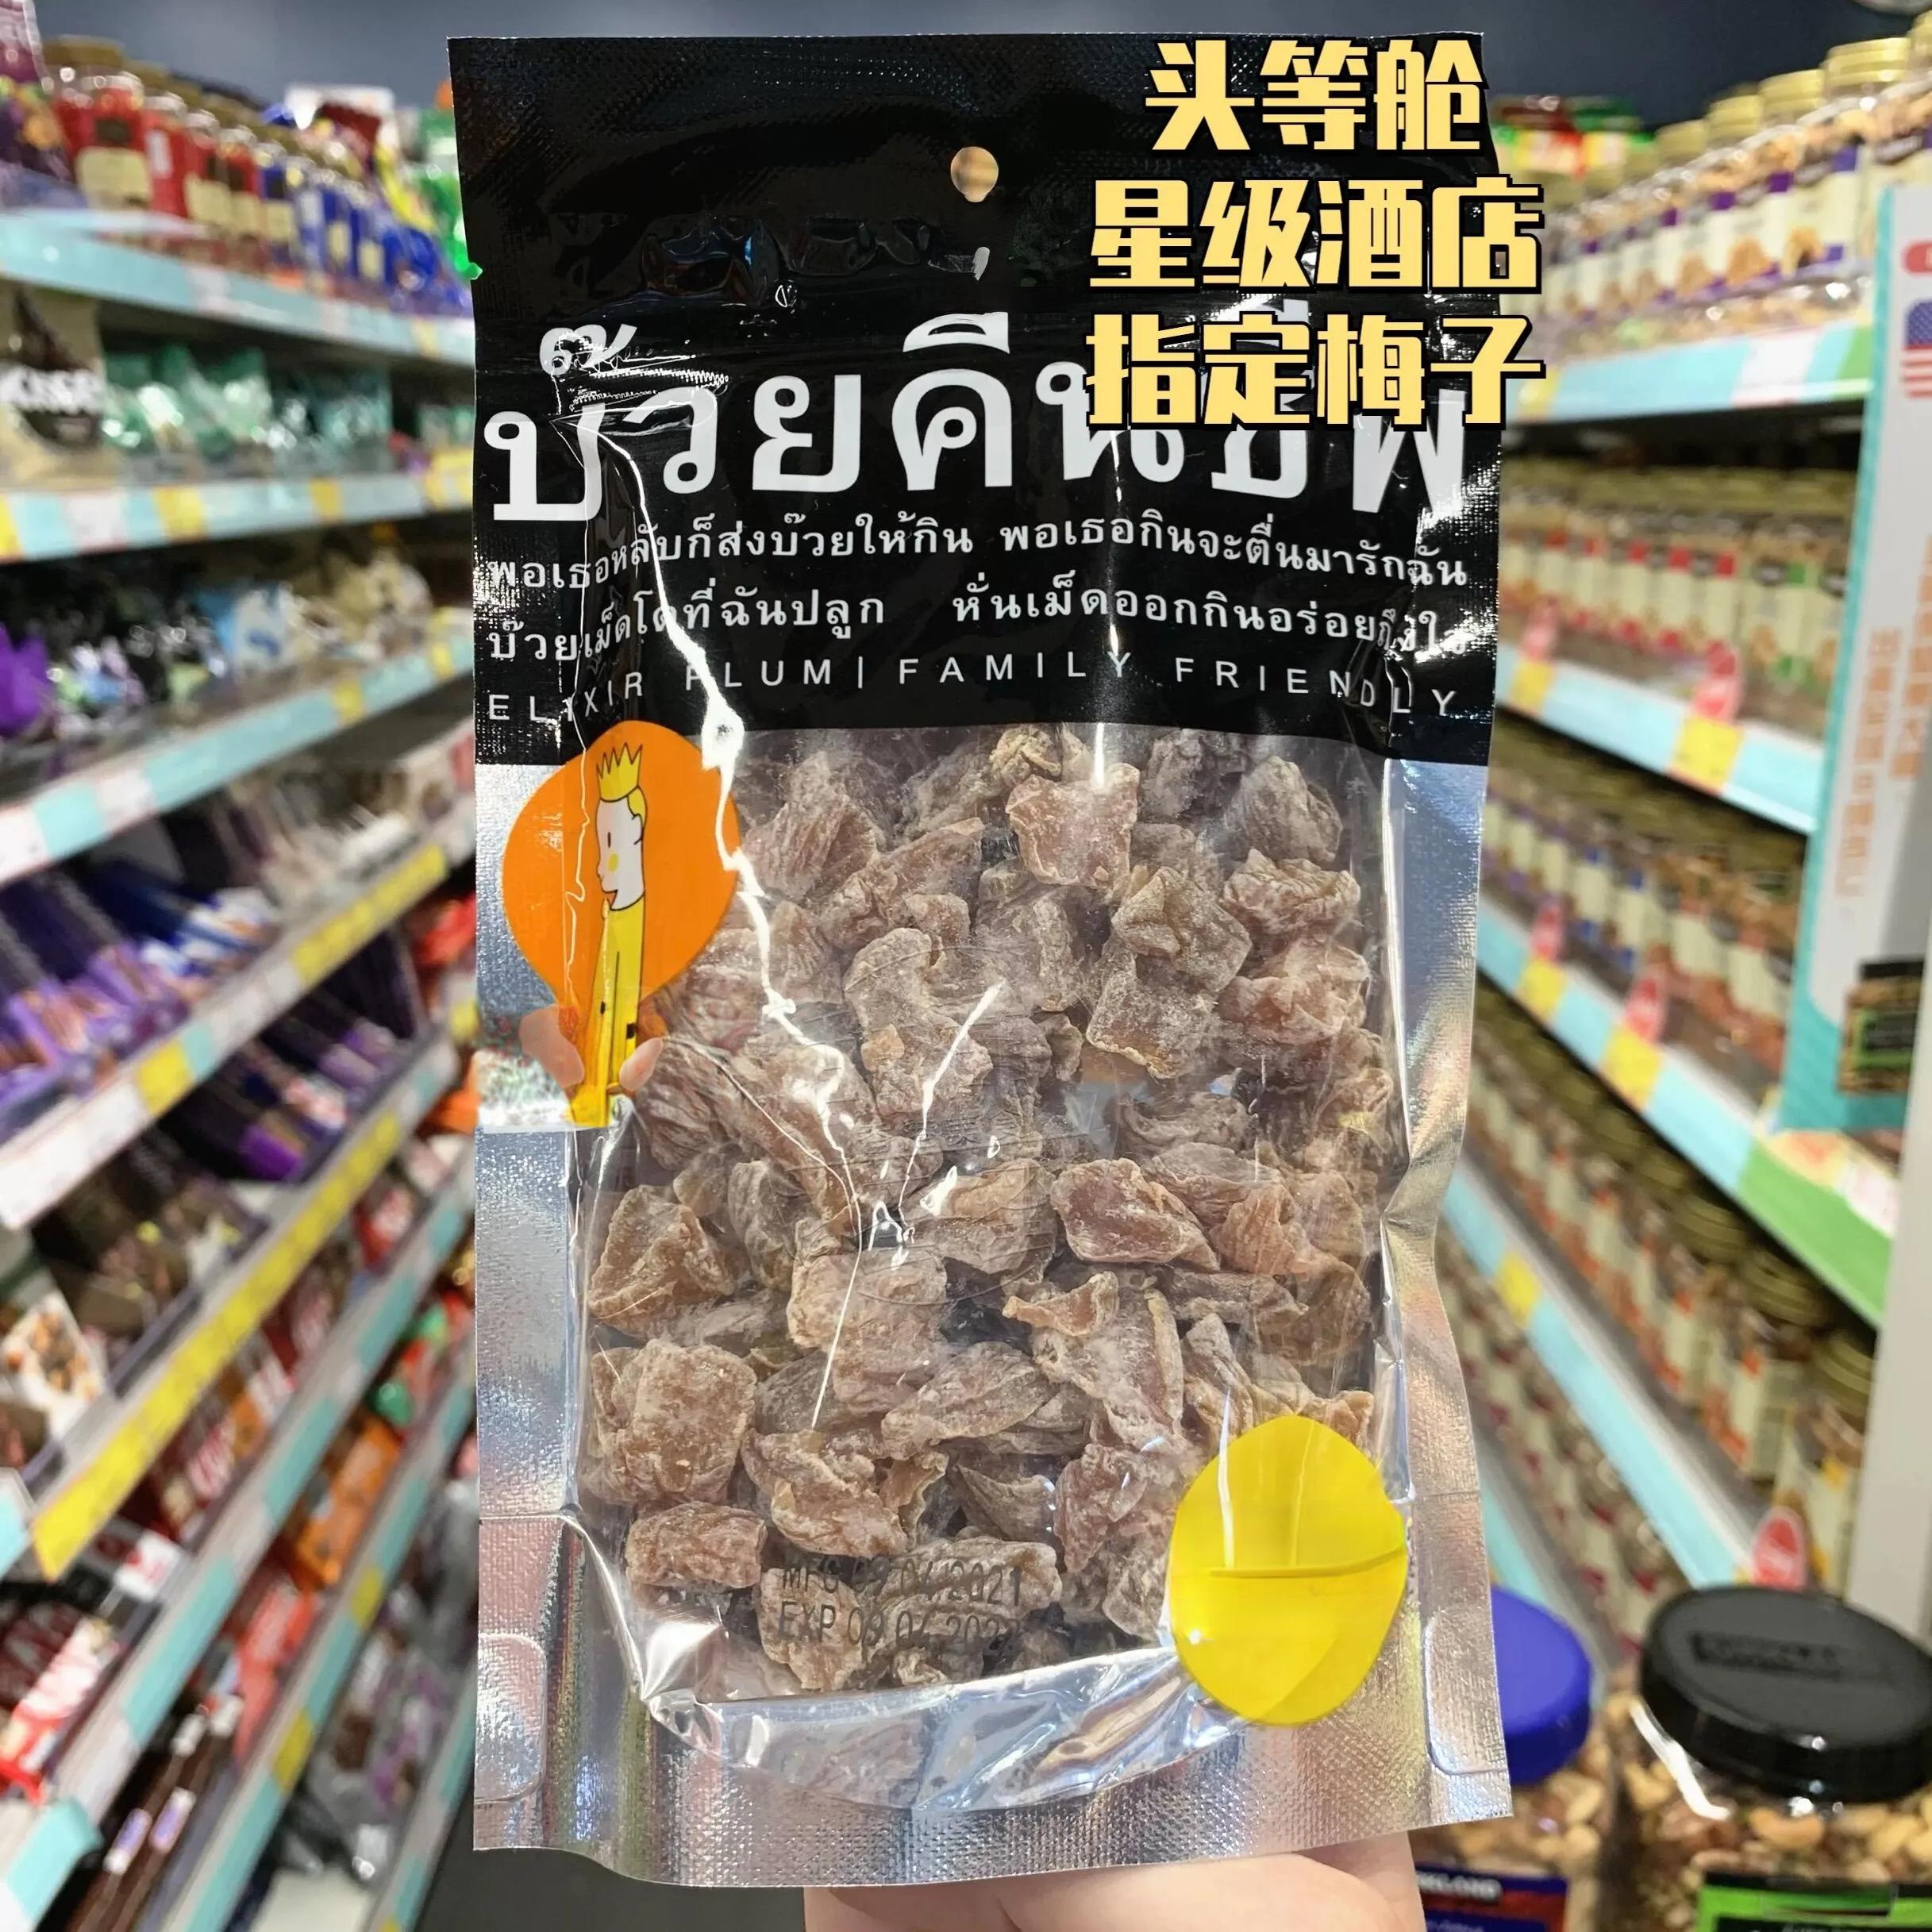 头等舱
星级酒店
指定梅子
บ๊วยคืนชีพ
พอเธอหลับก็ส่งบ๊วยให้กิน พอเธอกินจะตื่นมารักฉัน
บ๊วยเม็ดโตที่ฉันปลูก หั่นเม็ดออกกินอร่อยถึงใจ
ELIXIR PLUM| FAMILY FRIENDLY
MFG 09 04 2021
EXP 09 04 202